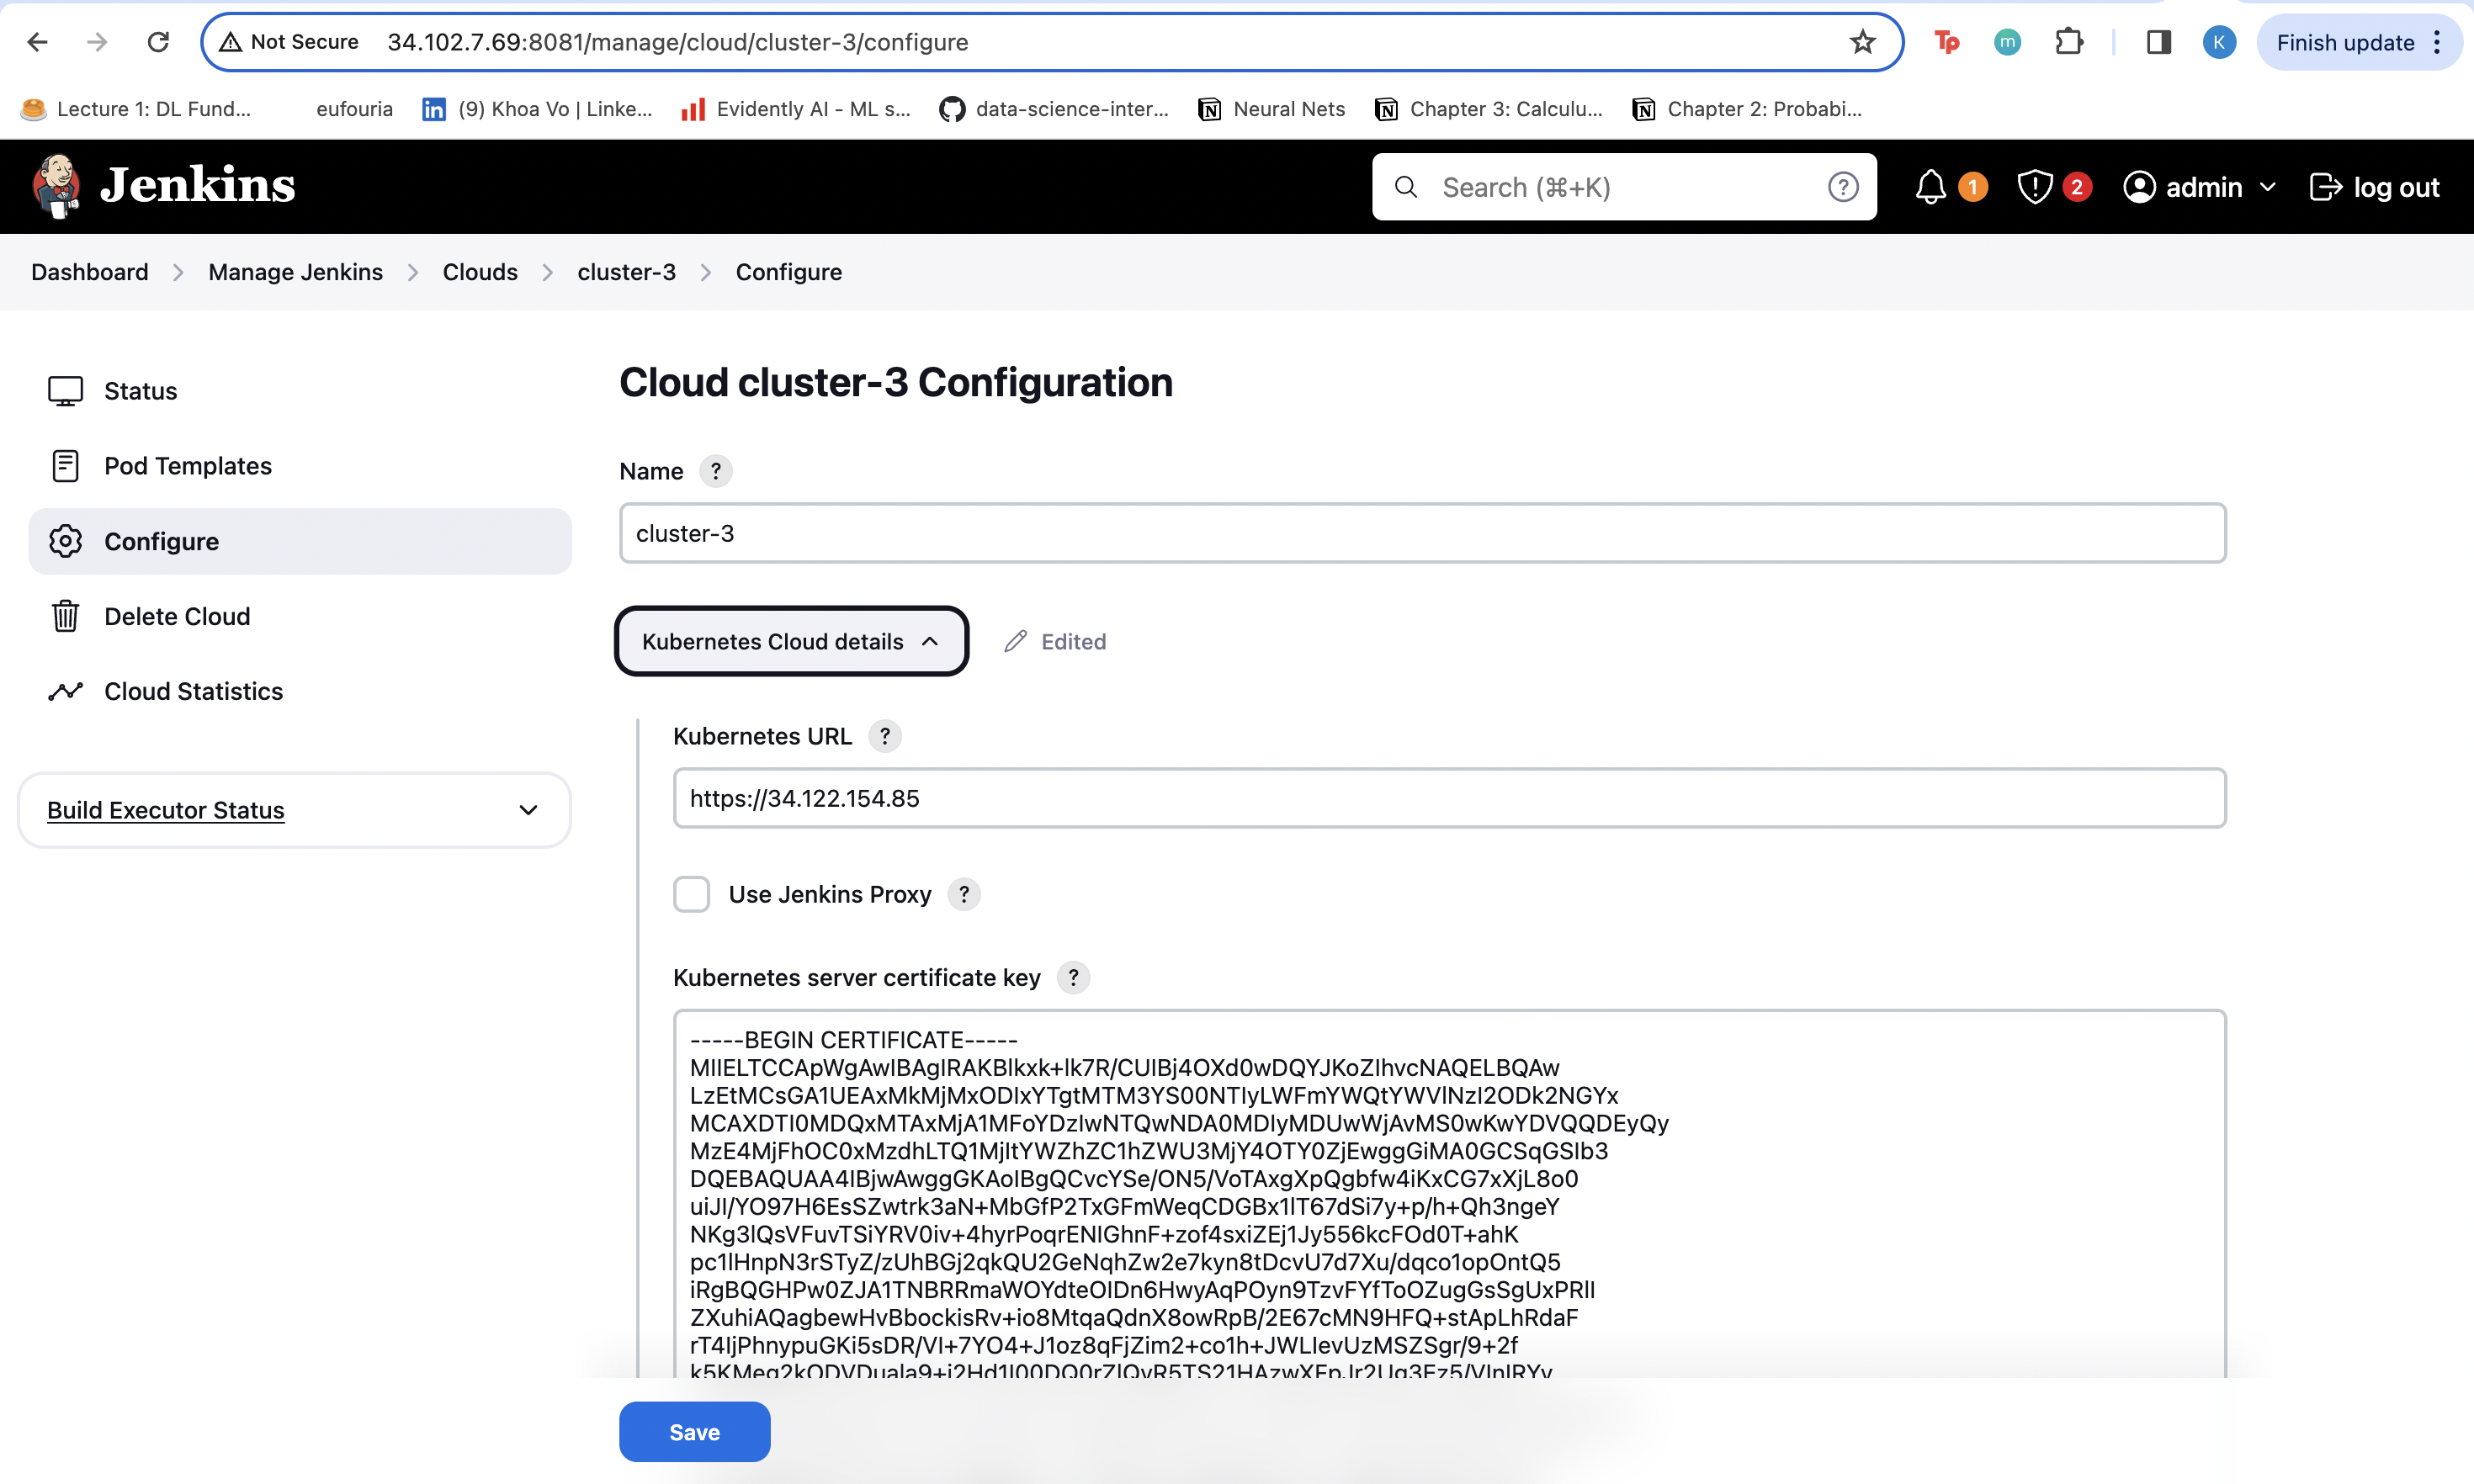 Not Secure 34.102.7.69:8081/manage/cloud/cluster-3/configure
Tp m K Finish update
Lecture 1: DL Fund... eufouria in (9) Khoa Vo | Linke... Evidently AI - ML s... data-science-inter... Neural Nets Chapter 3: Calculu... Chapter 2: Probabi...
Jenkins Search (⌘+K) ? 1 2 admin log out
Dashboard Manage Jenkins Clouds cluster-3 Configure
Status
Pod Templates
Configure
Delete Cloud
Cloud Statistics
Build Executor Status
Cloud cluster-3 Configuration
Name ?
cluster-3
Kubernetes Cloud details Edited
Kubernetes URL ?
https://34.122.154.85
Use Jenkins Proxy ?
Kubernetes server certificate key ?
-----BEGIN CERTIFICATE-----
MIIELTCCApWgAwIBAgIRAKBlkxk+lk7R/CUIBj4OXd0wDQYJKoZIhvcNAQELBQAw
LzEtMCsGA1UEAxMkMjMxODIxYTgtMTM3YS00NTIyLWFmYWQtYWVlNzI2ODk2NGYx
MCAXDTI0MDQxMTAxMjA1MFoYDzIwNTQwNDA0MDIyMDUwWjAvMS0wKwYDVQQDEyQy
MzE4MjFhOC0xMzdhLTQ1MjItYWZhZC1hZWU3MjY4OTY0ZjEwggGiMA0GCSqGSIb3
DQEBAQUAA4IBjwAwggGKAoIBgQCvcYSe/ON5/VoTAxgXpQgbfw4iKxCG7xXjL8o0
uiJl/YO97H6EsSZwtrk3aN+MbGfP2TxGFmWeqCDGBx1lT67dSi7y+p/h+Qh3ngeY
NKg3lQsVFuvTSiYRV0iv+4hyrPoqrENIGhnF+zof4sxiZEj1Jy556kcFOd0T+ahK
pc1lHnpN3rSTyZ/zUhBGj2qkQU2GeNqhZw2e7kyn8tDcvU7d7Xu/dqco1opOntQ5
iRgBQGHPw0ZJA1TNBRRmaWOYdteOIDn6HwyAqPOyn9TzvFYfToOZugGsSgUxPRlI
ZXuhiAQagbewHvBbockisRv+io8MtqaQdnX8owRpB/2E67cMN9HFQ+stApLhRdaF
rT4IjPhnypuGKi5sDR/VI+7YO4+J1oz8qFjZim2+co1h+JWLIevUzMSZSgr/9+2f
Save